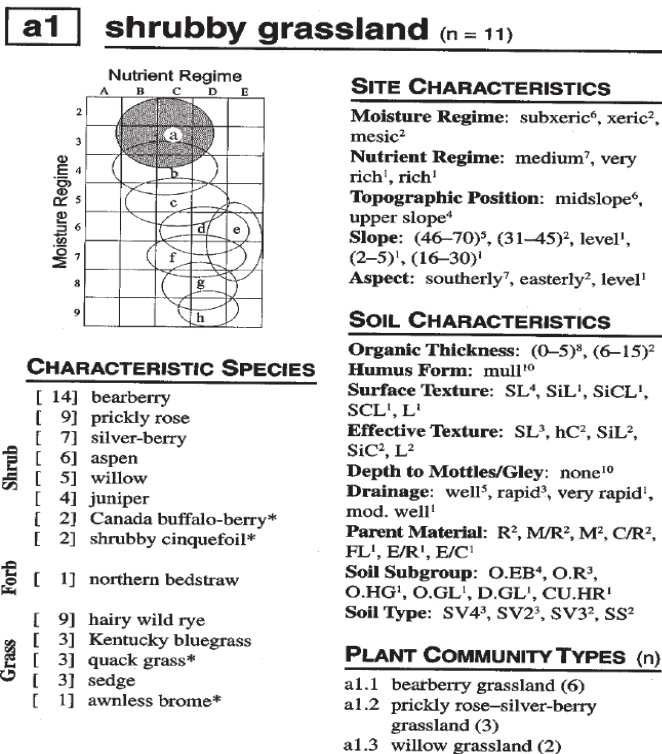 a1 shrubby grassland (n = 11)
Nutrient Regime
A B C D E
Moisture Regime
2
3
4
5
6
7
8
9
a
b
c
d
e
f
g
h
CHARACTERISTIC SPECIES
Shrub
[ 14] bearberry
[ 9] prickly rose
[ 7] silver-berry
[ 6] aspen
[ 5] willow
[ 4] juniper
[ 2] Canada buffalo-berry*
[ 2] shrubby cinquefoil*
Forb
[ 1] northern bedstraw
Grass
[ 9] hairy wild rye
[ 3] Kentucky bluegrass
[ 3] quack grass*
[ 3] sedge
[ 1] awnless brome*
SITE CHARACTERISTICS
Moisture Regime: subxeric⁶, xeric²,
mesic²
Nutrient Regime: medium⁷, very
rich¹, rich¹
Topographic Position: midslope⁶,
upper slope⁴
Slope: (46–70)⁵, (31–45)², level¹,
(2–5)¹, (16–30)¹
Aspect: southerly⁷, easterly², level¹
SOIL CHARACTERISTICS
Organic Thickness: (0–5)⁸, (6–15)²
Humus Form: mull¹⁰
Surface Texture: SL⁴, SiL¹, SiCL¹,
SCL¹, L¹
Effective Texture: SL³, hC², SiL²,
SiC², L²
Depth to Mottles/Gley: none¹⁰
Drainage: well⁵, rapid³, very rapid¹,
mod. well¹
Parent Material: R², M/R², M², C/R²,
FL¹, E/R¹, E/C¹
Soil Subgroup: O.EB⁴, O.R³,
O.HG¹, O.GL¹, D.GL¹, CU.HR¹
Soil Type: SV4³, SV2³, SV3², SS²
PLANT COMMUNITY TYPES (n)
a1.1 bearberry grassland (6)
a1.2 prickly rose–silver-berry
grassland (3)
a1.3 willow grassland (2)